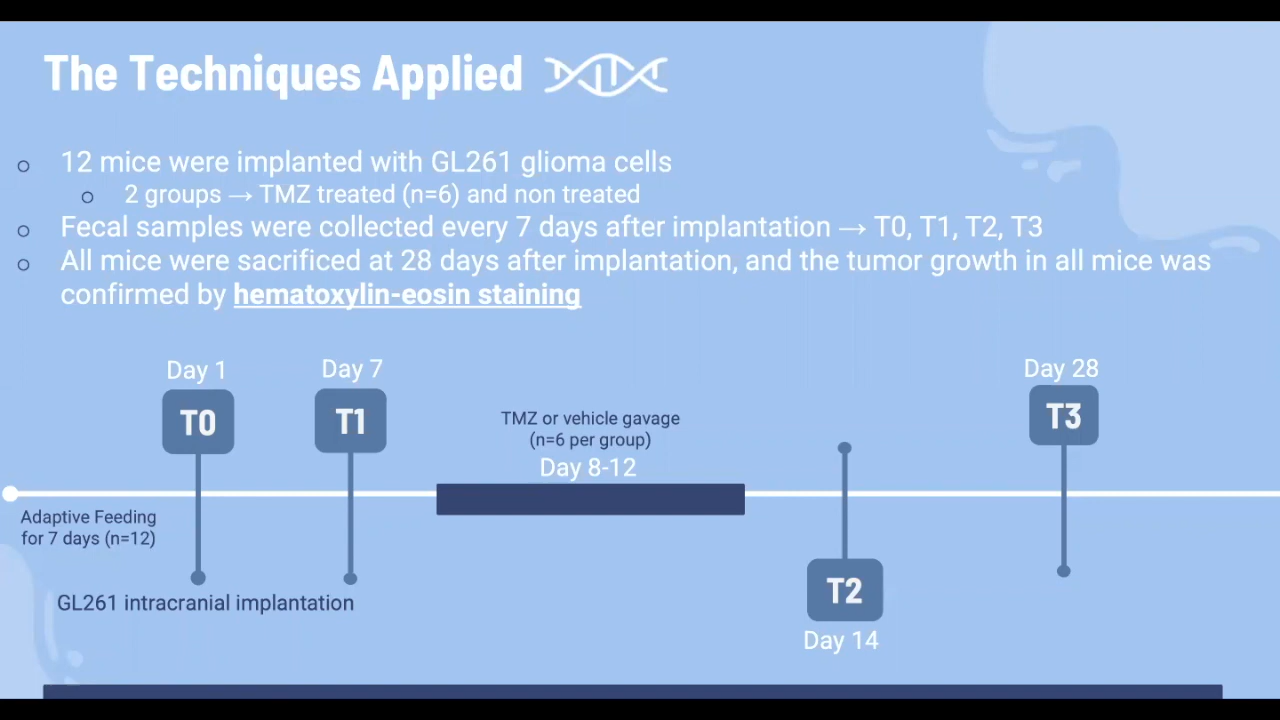 The Techniques Applied
12 mice were implanted with GL261 glioma cells
2 groups → TMZ treated (n=6) and non treated
Fecal samples were collected every 7 days after implantation → T0, T1, T2, T3
All mice were sacrificed at 28 days after implantation, and the tumor growth in all mice was
confirmed by hematoxylin-eosin staining
Day 1
T0
Day 7
T1
TMZ or vehicle gavage
(n=6 per group)
Day 8-12
Day 28
T3
Adaptive Feeding
for 7 days (n=12)
GL261 intracranial implantation
T2
Day 14